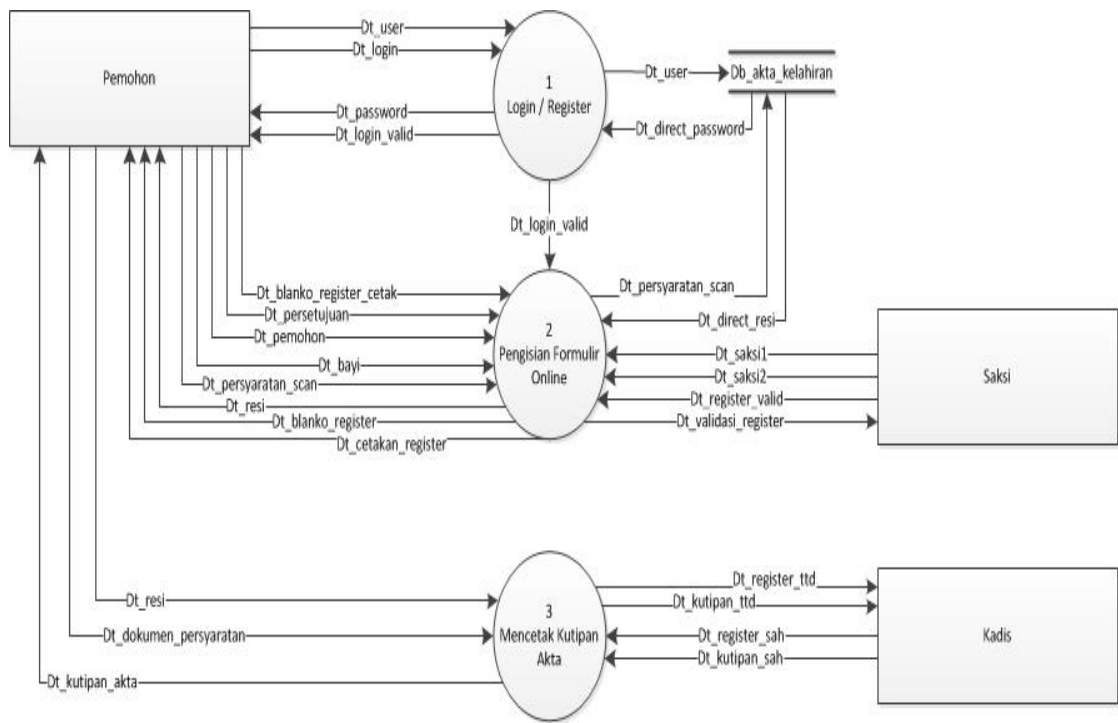 Pemohon
Dt_user
Dt_login
Dt_password
Dt_login_valid
1
Login / Register
Dt_user
Db_akta_kelahiran
Dt_direct_password
Dt_login_valid
Dt_blanko_register_cetak
Dt_persetujuan
Dt_pemohon
Dt_bayi
Dt_persyaratan_scan
Dt_resi
Dt_blanko_register
Dt_cetakan_register
2
Pengisian Formulir
Online
Dt_persyaratan_scan
Dt_direct_resi
Dt_saksi1
Dt_saksi2
Dt_register_valid
Dt_validasi_register
Saksi
Dt_resi
Dt_dokumen_persyaratan
Dt_kutipan_akta
3
Mencetak Kutipan
Akta
Dt_register_ttd
Dt_kutipan_ttd
Dt_register_sah
Dt_kutipan_sah
Kadis